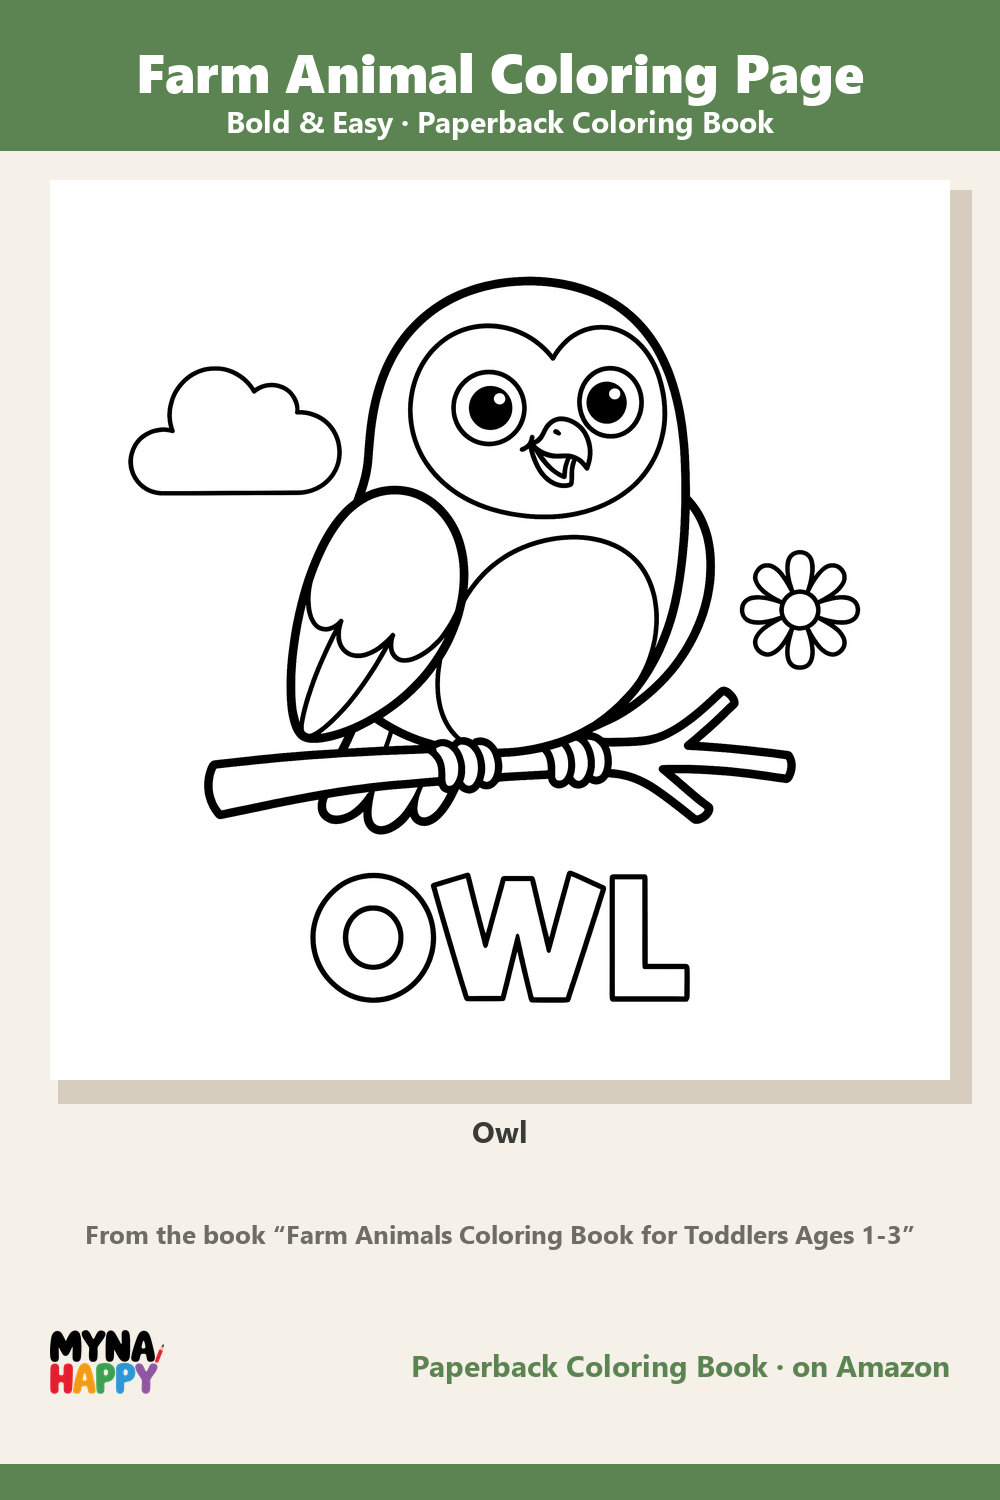 Farm Animal Coloring Page
Bold & Easy · Paperback Coloring Book
OWL
Owl
From the book “Farm Animals Coloring Book for Toddlers Ages 1-3”
MYNA
HAPPY
Paperback Coloring Book · on Amazon